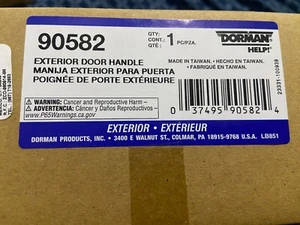 90582
QTY:
CONT.:
QTÉ :
1 PC/PZA.
DORMAN®
HELP!®
EXTERIOR DOOR HANDLE
MANIJA EXTERIOR PARA PUERTA
POIGNÉE DE PORTE EXTÉRIEURE
MADE IN TAIWAN. • HECHO EN TAIWAN.
• FABRIQUÉ EN TAIWAN.
WARNING: Cancer and Reproductive Harm –
ADVERTENCIA: Cáncer y Daños Reproductivos –
www.P65Warnings.ca.gov
0 37495 90582 4
EXTERIOR • EXTÉRIEUR
DORMAN PRODUCTS, INC. • 3400 E WALNUT ST., COLMAR, PA 18915-9768 U.S.A. LB851